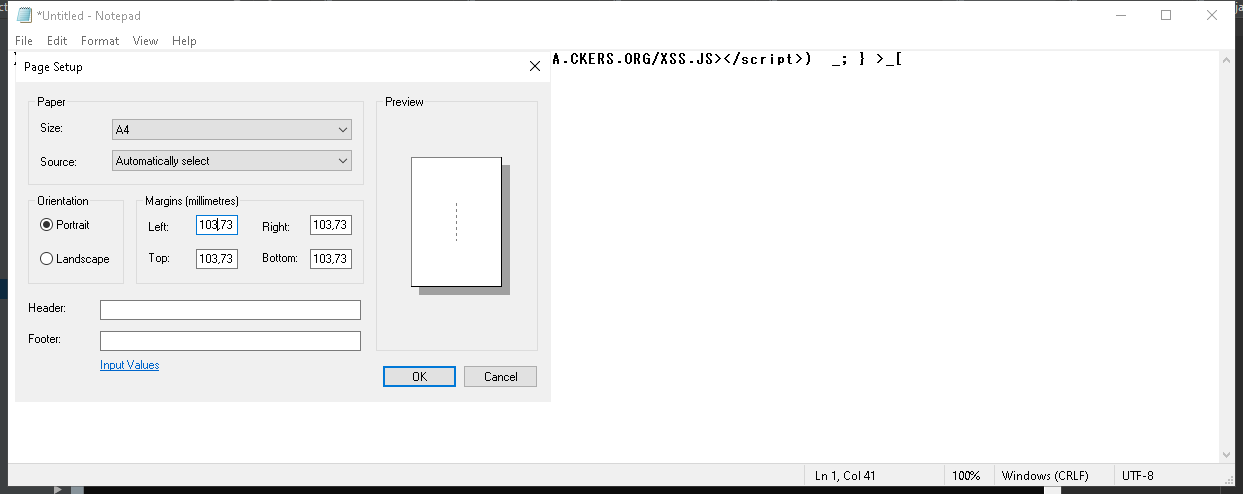 *Untitled - Notepad
File Edit Format View Help
A.CKERS.ORG/XSS.JS></script>) _; } >_[
Page Setup
Paper
Size: A4
Source: Automatically select
Preview
Orientation
Portrait
Landscape
Margins (millimetres)
Left: 103,73 Right: 103,73
Top: 103,73 Bottom: 103,73
Header:
Footer:
Input Values
OK Cancel
Ln 1, Col 41 100% Windows (CRLF) UTF-8